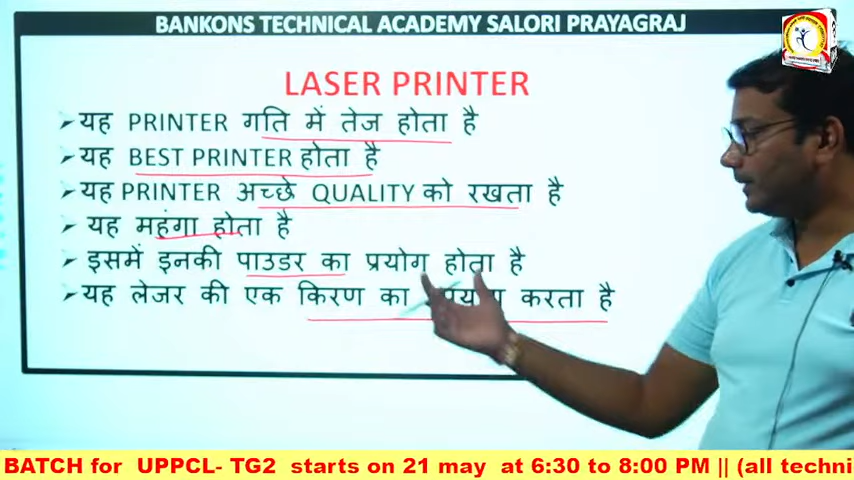 BANKONS TECHNICAL ACADEMY SALORI PRAYAGRAJ
LASER PRINTER
यह PRINTER गति में तेज होता है
यह BEST PRINTER होता है
यह PRINTER अच्छे QUALITY को रखता है
यह महंगा होता है
इसमें इनकी पाउडर का प्रयोग होता है
यह लेजर की एक किरण का करता है
BATCH for UPPCL- TG2 starts on 21 may at 6:30 to 8:00 PM || (all techni